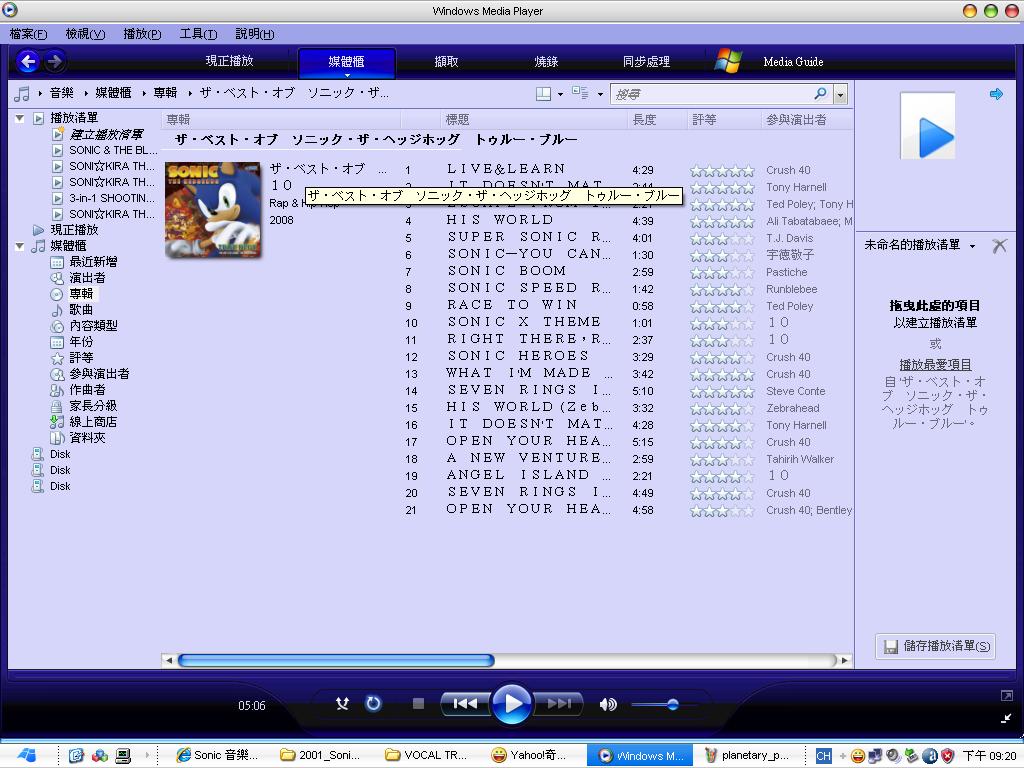 Windows Media Player
檔案(F) 檢視(V) 播放(P) 工具(T) 說明(H)
現正播放 媒體櫃 擷取 燒錄 同步處理 Media Guide
音樂 媒體櫃 專輯 ザ・ベスト・オブ ソニック・ザ... 搜尋
播放清單
建立播放清單
SONIC & THE BL...
SONI☆KIRA TH...
SONI☆KIRA TH...
3-in-1 SHOOTIN...
SONI☆KIRA TH...
現正播放
媒體櫃
最近新增
演出者
專輯
歌曲
內容類型
年份
評等
參與演出者
作曲者
家長分級
線上商店
資料夾
Disk
Disk
Disk
專輯 標題 長度 評等 參與演出者
ザ・ベスト・オブ ソニック・ザ・ヘッジホッグ トゥルー・ブルー
ザ・ベスト・オブ ...
１０
Rap & Hip Hop
2008
ザ・ベスト・オブ ソニック・ザ・ヘッジホッグ トゥルー・ブルー
SONIC
THE HEDGEHOG
TRUE BLUE
1 ＬＩＶＥ＆ＬＥＡＲＮ 4:29 Crush 40
ＩＴ ＤＯＥＳＮ'Ｔ ＭＡＴ... Tony Harnell
Ted Poley; Tony H
4 ＨＩＳ ＷＯＲＬＤ 4:39 Ali Tabatabaee; M
5 ＳＵＰＥＲ ＳＯＮＩＣ Ｒ... 4:01 T.J. Davis
6 ＳＯＮＩＣ―ＹＯＵ ＣＡＮ... 1:30 宇徳敬子
7 ＳＯＮＩＣ ＢＯＯＭ 2:59 Pastiche
8 ＳＯＮＩＣ ＳＰＥＥＤ Ｒ... 1:42 Runblebee
9 ＲＡＣＥ ＴＯ ＷＩＮ 0:58 Ted Poley
10 ＳＯＮＩＣ Ｘ ＴＨＥＭＥ 1:01 １０
11 ＲＩＧＨＴ ＴＨＥＲＥ，Ｒ... 2:37 １０
12 ＳＯＮＩＣ ＨＥＲＯＥＳ 3:29 Crush 40
13 ＷＨＡＴ Ｉ'Ｍ ＭＡＤＥ ... 3:42 Crush 40
14 ＳＥＶＥＮ ＲＩＮＧＳ Ｉ... 5:10 Steve Conte
15 ＨＩＳ ＷＯＲＬＤ（Ｚｅｂ... 3:32 Zebrahead
16 ＩＴ ＤＯＥＳＮ'Ｔ ＭＡＴ... 4:28 Tony Harnell
17 ＯＰＥＮ ＹＯＵＲ ＨＥＡ... 5:15 Crush 40
18 Ａ ＮＥＷ ＶＥＮＴＵＲＥ... 2:59 Tahirih Walker
19 ＡＮＧＥＬ ＩＳＬＡＮＤ ... 2:21 １０
20 ＳＥＶＥＮ ＲＩＮＧＳ Ｉ... 4:49 Crush 40
21 ＯＰＥＮ ＹＯＵＲ ＨＥＡ... 4:58 Crush 40; Bentley
未命名的播放清單
拖曳此處的項目
以建立播放清單
或
播放最愛項目
自 'ザ・ベスト・オ
ブ ソニック・ザ・
ヘッジホッグ トゥ
ルー・ブルー'。
儲存播放清單(S)
05:06
Sonic 音樂... 2001_Soni... VOCAL TR... Yahoo!奇... Windows M... planetary_p... CH 下午 09:20